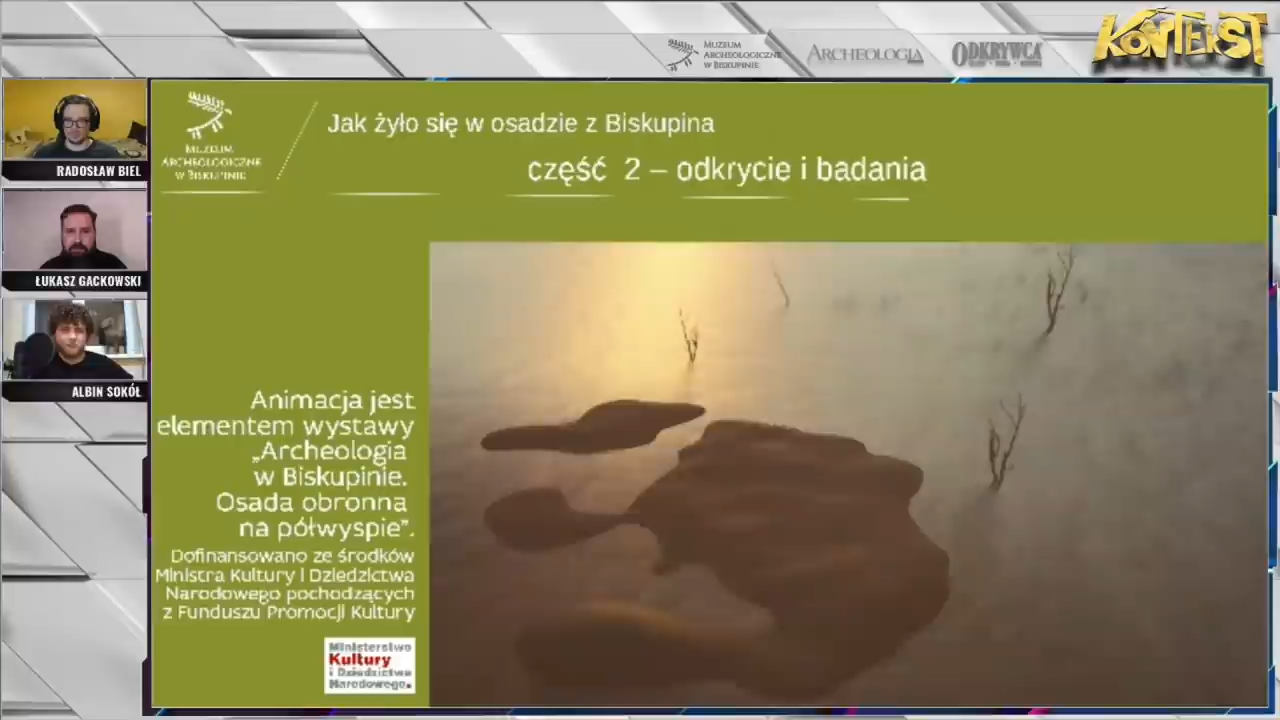 MUZEUM
ARCHEOLOGICZNE
W BISKUPINIE
ARCHEOLOGIA
ODKRYWCA
KONTEKST
RADOSŁAW BIEL
ŁUKASZ GACKOWSKI
ALBIN SOKÓŁ
MUZEUM
ARCHEOLOGICZNE
W BISKUPINIE
Jak żyło się w osadzie z Biskupina
część 2 – odkrycie i badania
Animacja jest
elementem wystawy
„Archeologia
w Biskupinie.
Osada obronna
na półwyspie”.
Dofinansowano ze środków
Ministra Kultury i Dziedzictwa
Narodowego pochodzących
z Funduszu Promocji Kultury
Ministerstwo
Kultury
i Dziedzictwa
Narodowego.